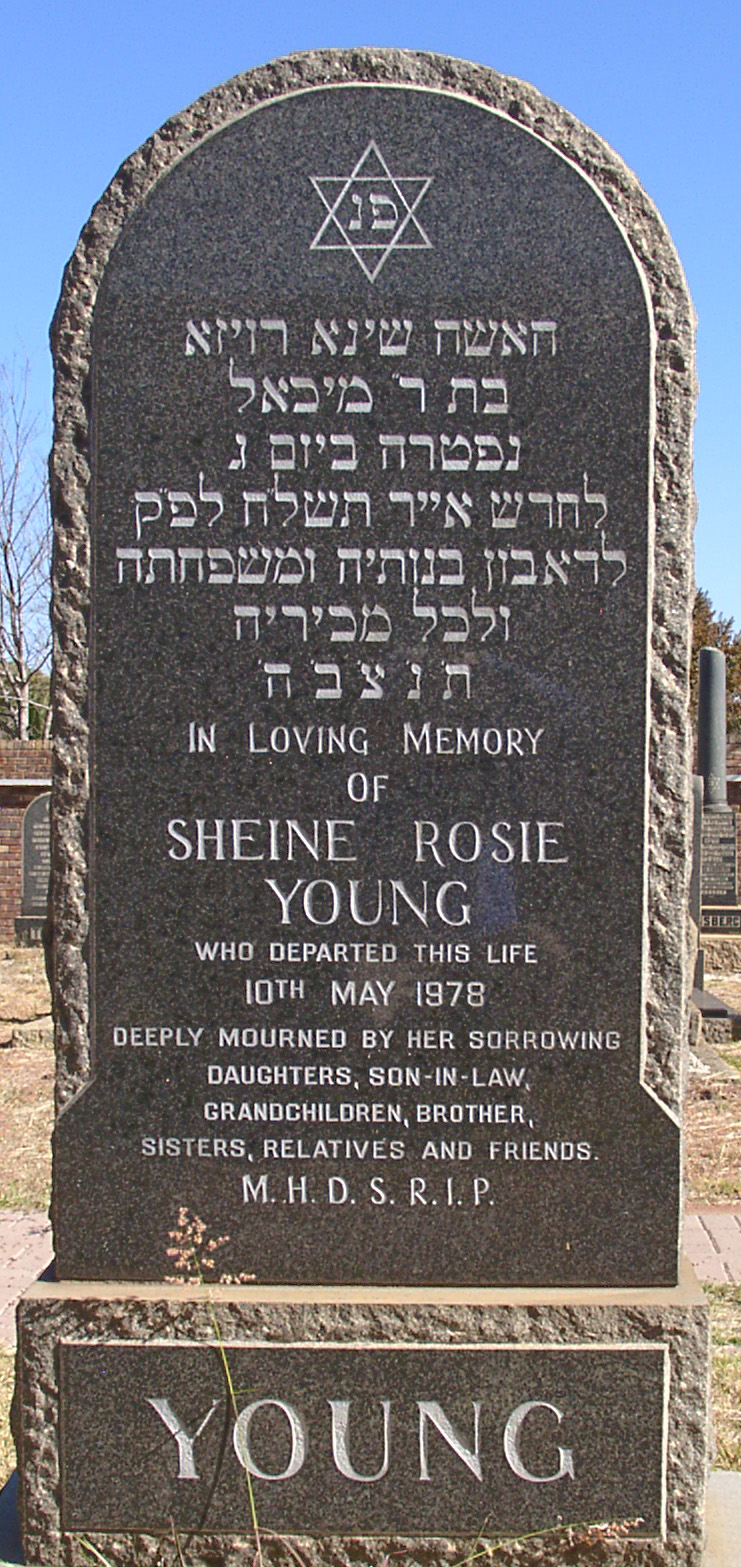 פנ
האשה שינא רויזא
בת ר' מיכאל
נפטרה ביום ג
לחדש אייר תשל"ח לפ"ק
לדאבון בנותיה ומשפחתה
ולכל מכיריה
ת' נ' צ' ב' ה'
IN LOVING MEMORY
OF
SHEINE ROSIE
YOUNG
WHO DEPARTED THIS LIFE
10TH MAY 1978
DEEPLY MOURNED BY HER SORROWING
DAUGHTERS, SON-IN-LAW,
GRANDCHILDREN, BROTHER,
SISTERS, RELATIVES AND FRIENDS.
M.H.D.S.R.I.P.
YOUNG